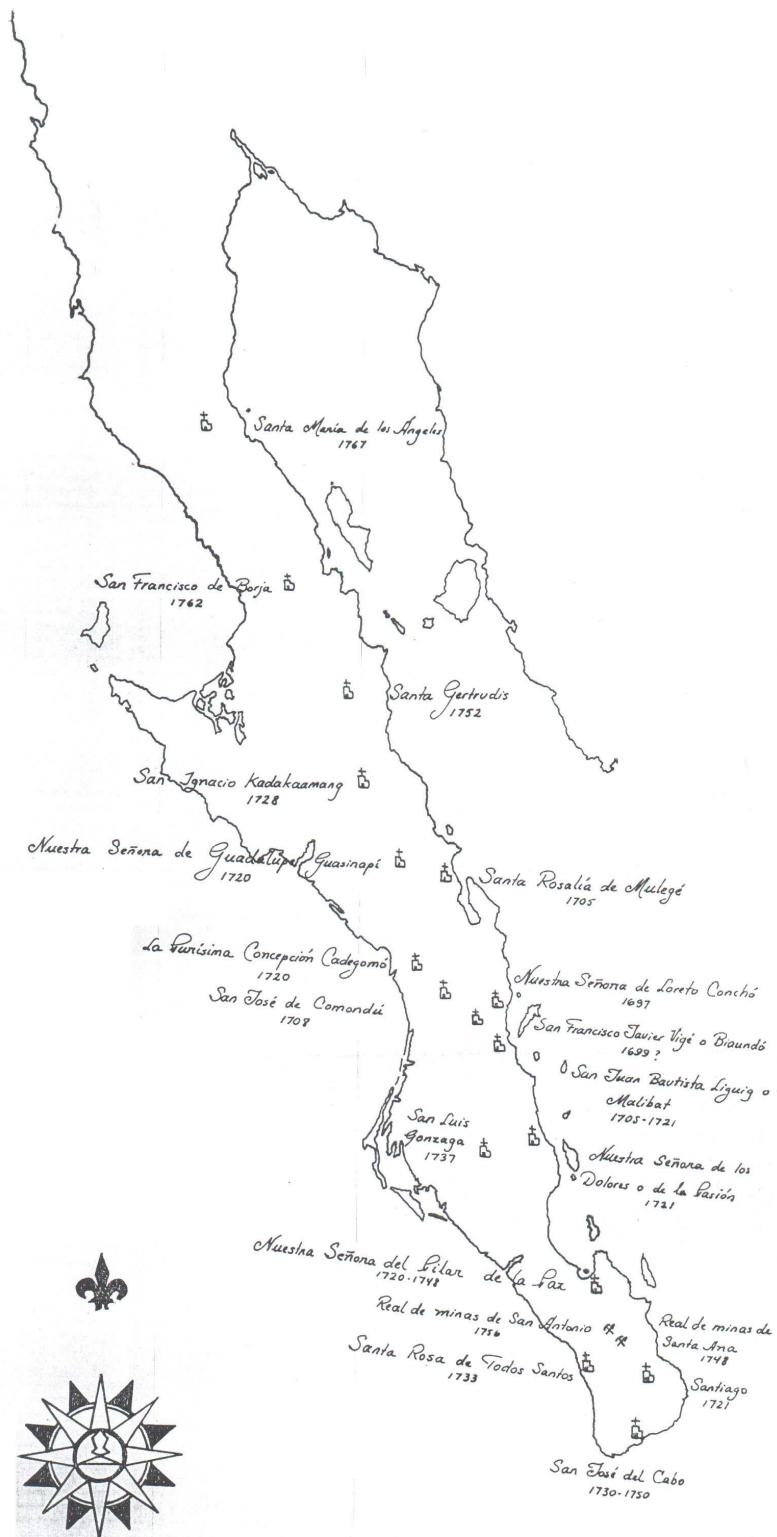 Santa María de los Ángeles
1767
San Francisco de Borja
1762
Santa Gertrudis
1752
San Ignacio Kadakaamang
1728
Nuestra Señora de Guadalupe Guasinapí
1720
Santa Rosalía de Mulegé
1705
La Purísima Concepción Cadegomó
1720
San José de Comondú
1708
Nuestra Señora de Loreto Conchó
1697
San Francisco Javier Vigé o Biaundó
1699 ?
San Juan Bautista Liguig o
Malibat
1705-1721
San Luis
Gonzaga
1737
Nuestra Señora de los
Dolores o de la Pasión
1721
Nuestra Señora del Pilar de la Paz
1720-1748
Real de minas de San Antonio
1756
Real de minas de
Santa Ana
1748
Santa Rosa de Todos Santos
1733
Santiago
1721
San José del Cabo
1730-1750